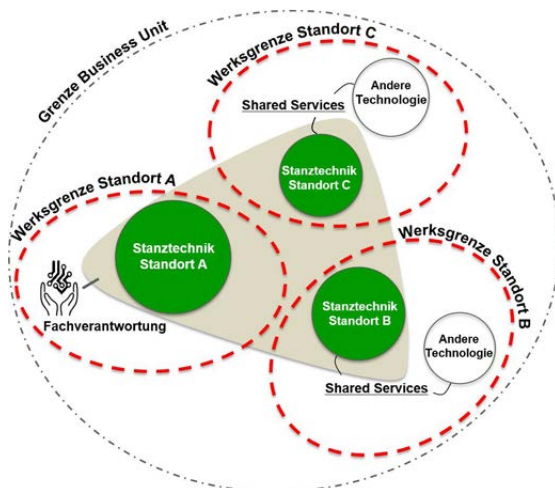 Grenze Business Unit
Werksgrenze Standort C
Andere
Technologie
Shared Services
Stanztechnik
Standort C
Werksgrenze Standort A
Stanztechnik
Standort A
Fachverantwortung
Werksgrenze Standort B
Stanztechnik
Standort B
Andere
Technologie
Shared Services